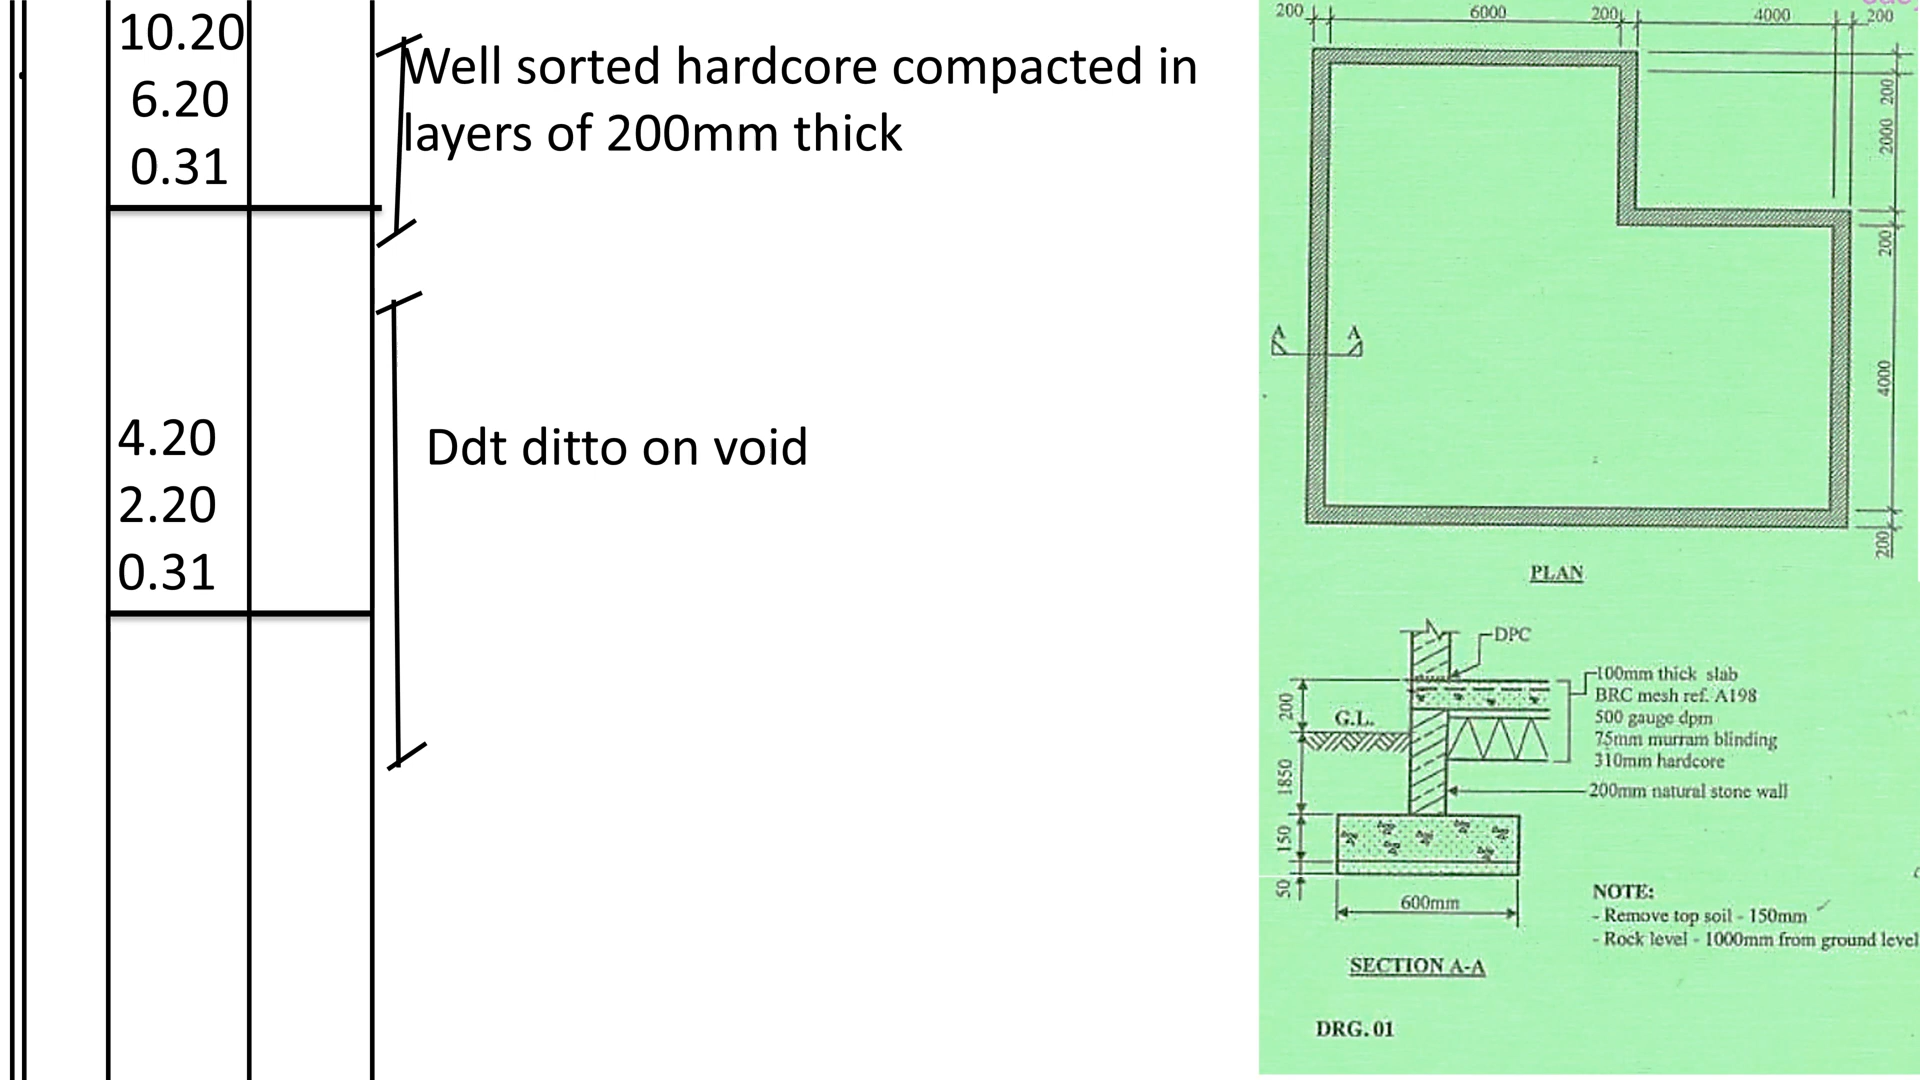 10.20
6.20
0.31
Well sorted hardcore compacted in
layers of 200mm thick
4.20
2.20
0.31
Ddt ditto on void
200
6000
200
4000
200
200
2000
200
4000
200
A
A
PLAN
DPC
100mm thick slab
BRC mesh ref. A198
500 gauge dpm
75mm murram blinding
310mm hardcore
200mm natural stone wall
200
G.L.
1850
150
50
600mm
NOTE:
- Remove top soil - 150mm
- Rock level - 1000mm from ground level
SECTION A-A
DRG. 01